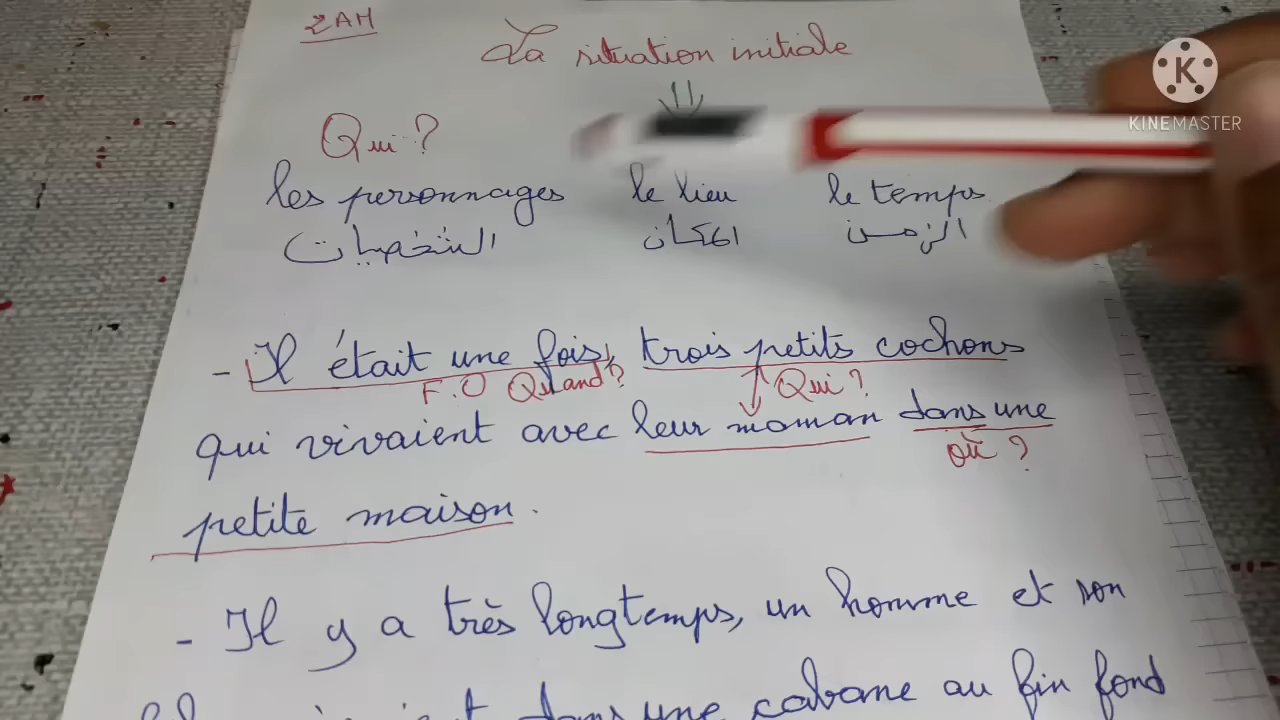 2AM
La situation initiale
K
KINEMASTER
Qui?
les personnages le lieu le temps
الشخصيات المكان الزمن
- Il était une fois, trois petits cochons
F.O Quand? Qui?
qui vivaient avec leur maman dans une
où ?
petite maison.
- Il y a très longtemps, un homme et son
dans une cabane au fin fond